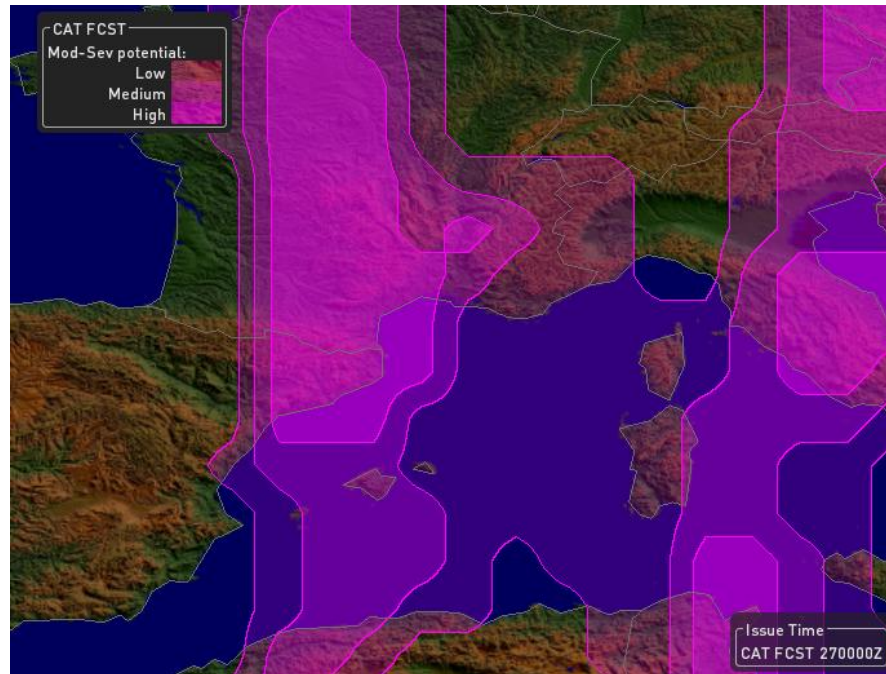 CAT FCST
Mod-Sev potential:
Low
Medium
High
Issue Time
CAT FCST 270000Z